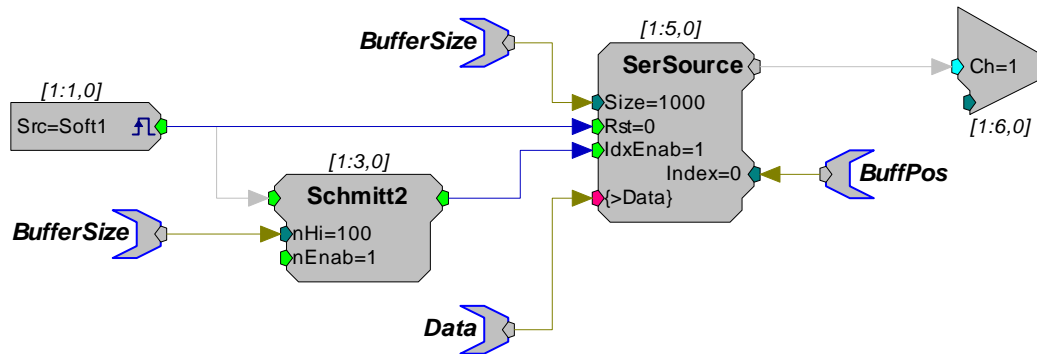 BufferSize
[1:5,0]
SerSource
Ch=1
[1:1,0]
Size=1000
Src=Soft1
Rst=0
[1:6,0]
[1:3,0]
IdxEnab=1
Index=0
BuffPos
Schmitt2
{>Data}
BufferSize
nHi=100
nEnab=1
Data